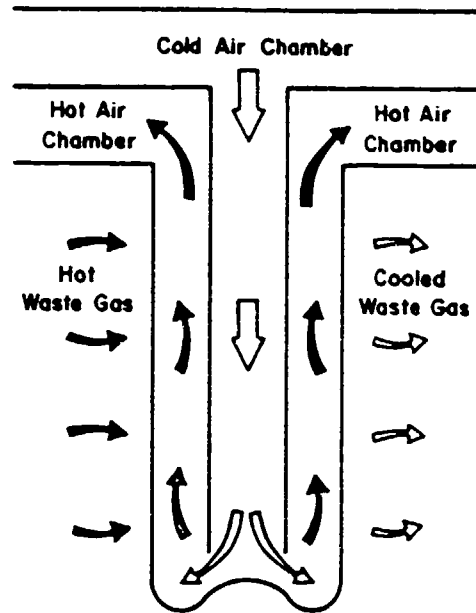 Cold Air Chamber
Hot Air
Chamber
Hot Air
Chamber
Hot
Waste Gas
Cooled
Waste Gas